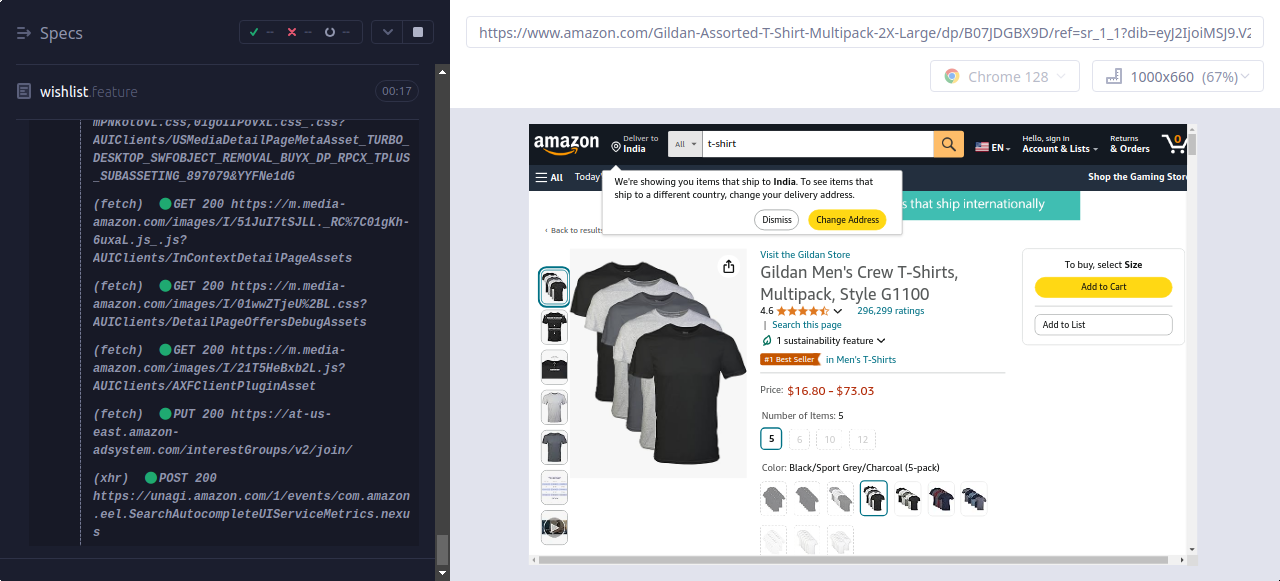 Specs
-- -- --
wishlist.feature
00:17
mPNKotoVL.css,01go1IPovxL.css_.css?
AUIClients/USMediaDetailPageMetaAsset_TURBO_
DESKTOP_SWFOBJECT_REMOVAL_BUYX_DP_RPCX_TPLUS
_SUBASSETING_897079&YYFNe1dG
(fetch) GET 200 https://m.media-
amazon.com/images/I/51JuI7tSJLL._RC%7C01gKh-
6uxaL.js_.js?
AUIClients/InContextDetailPageAssets
(fetch) GET 200 https://m.media-
amazon.com/images/I/01wwZTjeU%2BL.css?
AUIClients/DetailPageOffersDebugAssets
(fetch) GET 200 https://m.media-
amazon.com/images/I/21T5HeBxb2L.js?
AUIClients/AXFClientPluginAsset
(fetch) PUT 200 https://at-us-
east.amazon-
adsystem.com/interestGroups/v2/join/
(xhr) POST 200
https://unagi.amazon.com/1/events/com.amazon
.eel.SearchAutocompleteUIServiceMetrics.nexu
s
https://www.amazon.com/Gildan-Assorted-T-Shirt-Multipack-2X-Large/dp/B07JDGBX9D/ref=sr_1_1?dib=eyJ2IjoiMSJ9.V2
Chrome 128
1000x660 (67%)
amazon
Deliver to
India
All
t-shirt
EN
Hello, sign in
Account & Lists
Returns
& Orders
0
All
Today'
Shop the Gaming Store
We're showing you items that ship to India. To see items that
ship to a different country, change your delivery address.
Dismiss
Change Address
s that ship internationally
‹ Back to results
Visit the Gildan Store
Gildan Men's Crew T-Shirts,
Multipack, Style G1100
4.6
296,299 ratings
| Search this page
1 sustainability feature
#1 Best Seller
in Men's T-Shirts
Price: $16.80 - $73.03
Number of Items: 5
5 6 10 12
Color: Black/Sport Grey/Charcoal (5-pack)
To buy, select Size
Add to Cart
Add to List